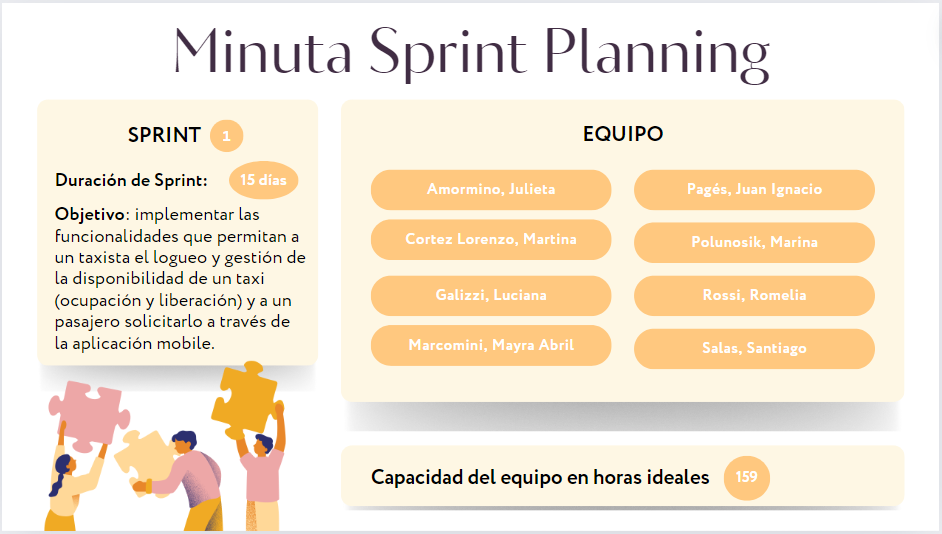 Minuta Sprint Planning
SPRINT 1
Duración de Sprint: 15 días
Objetivo: implementar las
funcionalidades que permitan a
un taxista el logueo y gestión de
la disponibilidad de un taxi
(ocupación y liberación) y a un
pasajero solicitarlo a través de
la aplicación mobile.
EQUIPO
Amormino, Julieta
Cortez Lorenzo, Martina
Galizzi, Luciana
Marcomini, Mayra Abril
Pagés, Juan Ignacio
Polunosik, Marina
Rossi, Romelia
Salas, Santiago
Capacidad del equipo en horas ideales 159